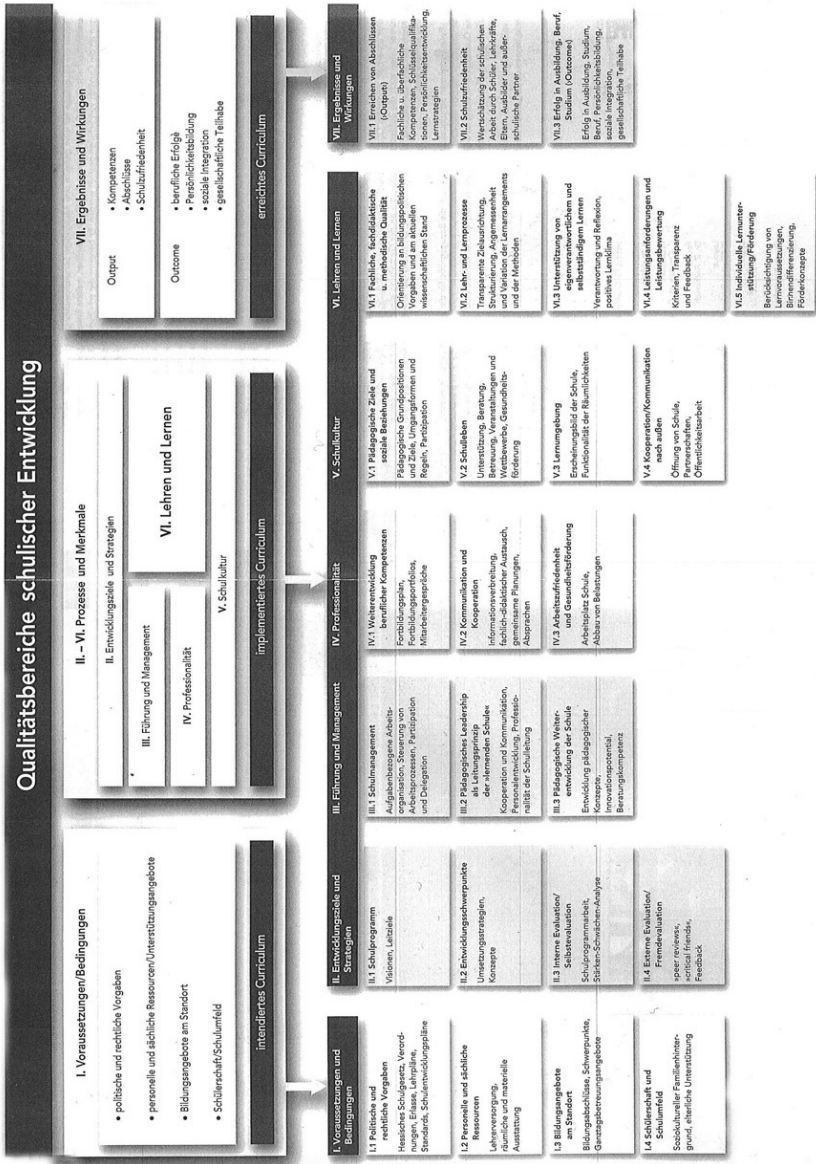 Qualitätsbereiche schulischer Entwicklung
I. Voraussetzungen/Bedingungen
• politische und rechtliche Vorgaben
• personelle und sächliche Ressourcen/Unterstützungsangebote
• Bildungsangebote am Standort
• Schülerschaft/Schulumfeld
intendiertes Curriculum
II. – VI. Prozesse und Merkmale
II. Entwicklungsziele und Strategien
III. Führung und Management
IV. Professionalität
VI. Lehren und Lernen
V. Schulkultur
implementiertes Curriculum
VII. Ergebnisse und Wirkungen
Output
• Kompetenzen
• Abschlüsse
• Schulzufriedenheit
Outcome
• berufliche Erfolge
• Persönlichkeitsbildung
• soziale Integration
• gesellschaftliche Teilhabe
erreichtes Curriculum
I. Voraussetzungen und
Bedingungen
I.1 Politische und
rechtliche Vorgaben
Hessisches Schulgesetz, Verord-
nungen, Erlasse, Lehrpläne,
Standards, Schulentwicklungspläne
I.2 Personelle und sächliche
Ressourcen
Lehrerversorgung,
räumliche und materielle
Ausstattung
I.3 Bildungsangebote
am Standort
Bildungsabschlüsse, Schwerpunkte,
Ganztagsbetreuungsangebote
I.4 Schülerschaft und
Schulumfeld
Soziokultureller Familienhinter-
grund, elterliche Unterstützung
II. Entwicklungsziele und
Strategien
II.1 Schulprogramm
Visionen, Leitziele
II.2 Entwicklungsschwerpunkte
Umsetzungsstrategien,
Konzepte
II.3 Interne Evaluation/
Selbstevaluation
Schulprogrammarbeit,
Stärken-Schwächen-Analyse
II.4 Externe Evaluation/
Fremdevaluation
»peer reviews«,
»critical friends«,
Feedback
III. Führung und Management
III.1 Schulmanagement
Aufgabenbezogene Arbeits-
organisation, Steuerung von
Arbeitsprozessen, Partizipation
und Delegation
III.2 Pädagogisches Leadership
als Leitungsprinzip
der »lernenden Schule«
Kooperation und Kommunikation,
Personalentwicklung, Professio-
nalität der Schulleitung
III.3 Pädagogische Weiter-
entwicklung der Schule
Entwicklung pädagogischer
Konzepte,
Innovationspotential,
Beratungskompetenz
IV. Professionalität
IV.1 Weiterentwicklung
beruflicher Kompetenzen
Fortbildungsplan,
Fortbildungsportfolios,
Mitarbeitergespräche
IV.2 Kommunikation und
Kooperation
Informationsverbreitung,
fachlich-didaktischer Austausch,
gemeinsame Planungen,
Absprachen
IV.3 Arbeitszufriedenheit
und Gesundheitsförderung
Arbeitsplatz Schule,
Abbau von Belastungen
V. Schulkultur
V.1 Pädagogische Ziele und
soziale Beziehungen
Pädagogische Grundpositionen
und Ziele, Umgangsformen und
Regeln, Partizipation
V.2 Schulleben
Unterstützung, Beratung,
Betreuung, Veranstaltungen und
Wettbewerbe, Gesundheits-
förderung
V.3 Lernumgebung
Erscheinungsbild der Schule,
Funktionalität der Räumlichkeiten
V.4 Kooperation/Kommunikation
nach außen
Öffnung von Schule,
Partnerschaften,
Öffentlichkeitsarbeit
VI. Lehren und Lernen
VI.1 Fachliche, fachdidaktische
u. methodische Qualität
Orientierung an bildungspolitischen
Vorgaben und am aktuellen
wissenschaftlichen Stand
VI.2 Lehr- und Lernprozesse
Transparente Zielausrichtung,
Strukturierung, Angemessenheit
und Variation der Lernarrangements
und der Methoden
VI.3 Unterstützung von
eigenverantwortlichem und
selbstständigem Lernen
Verantwortung und Reflexion,
positives Lernklima
VI.4 Leistungsanforderungen und
Leistungsbewertung
Kriterien, Transparenz
und Feedback
VI.5 Individuelle Lernunter-
stützung/Förderung
Berücksichtigung von
Lernvoraussetzungen,
Binnendifferenzierung,
Förderkonzepte
VII. Ergebnisse und
Wirkungen
VII.1 Erreichen von Abschlüssen
(›Output‹)
Fachliche u. überfachliche
Kompetenzen, Schlüsselqualifika-
tionen, Persönlichkeitsentwicklung,
Lernstrategien
VII.2 Schulzufriedenheit
Wertschätzung der schulischen
Arbeit durch Schüler, Lehrkräfte,
Eltern, Ausbilder und außer-
schulische Partner
VII.3 Erfolg in Ausbildung, Beruf,
Studium (›Outcome‹)
Erfolg in Ausbildung, Studium,
Beruf, Persönlichkeitsbildung,
soziale Integration,
gesellschaftliche Teilhabe